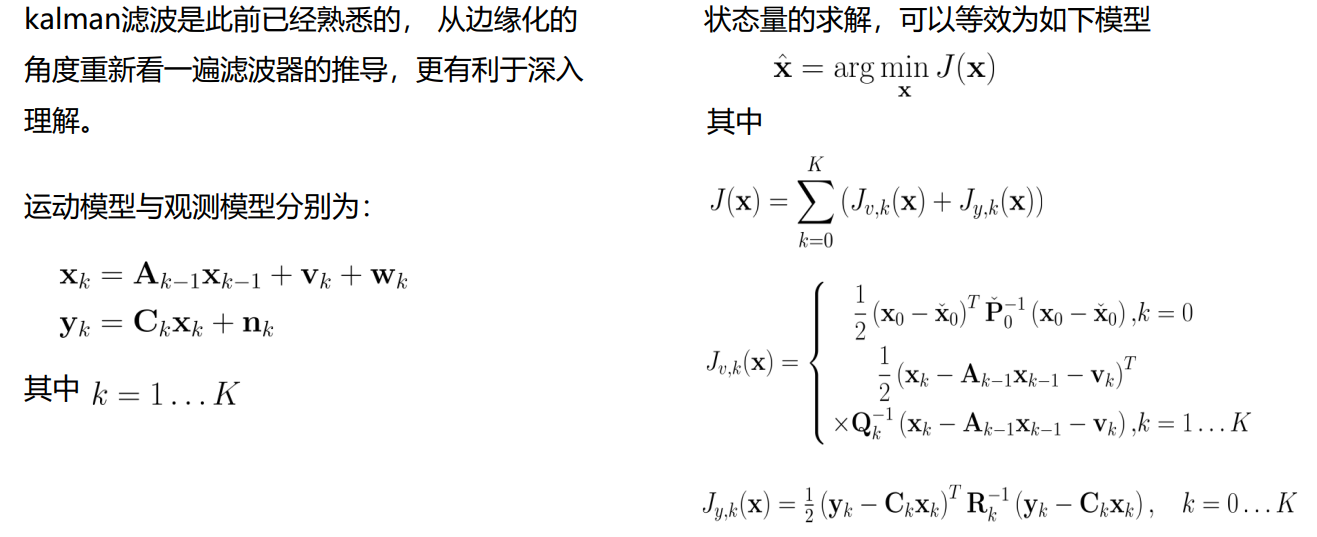 kalman滤波是此前已经熟悉的， 从边缘化的
角度重新看一遍滤波器的推导，更有利于深入
理解。
运动模型与观测模型分别为：
$\mathbf{x}_k = \mathbf{A}_{k-1}\mathbf{x}_{k-1} + \mathbf{v}_k + \mathbf{w}_k$
$\mathbf{y}_k = \mathbf{C}_k\mathbf{x}_k + \mathbf{n}_k$
其中 $k = 1 \ldots K$
状态量的求解，可以等效为如下模型
$\hat{\mathbf{x}} = \arg\min_{\mathbf{x}} J(\mathbf{x})$
其中
$J(\mathbf{x}) = \sum_{k=0}^{K} (J_{v,k}(\mathbf{x}) + J_{y,k}(\mathbf{x}))$
$J_{v,k}(\mathbf{x}) = \begin{cases} \frac{1}{2}(\mathbf{x}_0 - \check{\mathbf{x}}_0)^T \check{\mathbf{P}}_0^{-1} (\mathbf{x}_0 - \check{\mathbf{x}}_0), k = 0 \\ \frac{1}{2}(\mathbf{x}_k - \mathbf{A}_{k-1}\mathbf{x}_{k-1} - \mathbf{v}_k)^T \\ \times \mathbf{Q}_k^{-1} (\mathbf{x}_k - \mathbf{A}_{k-1}\mathbf{x}_{k-1} - \mathbf{v}_k), k = 1 \ldots K \end{cases}$
$J_{y,k}(\mathbf{x}) = \frac{1}{2}(\mathbf{y}_k - \mathbf{C}_k\mathbf{x}_k)^T \mathbf{R}_k^{-1} (\mathbf{y}_k - \mathbf{C}_k\mathbf{x}_k), \quad k = 0 \ldots K$